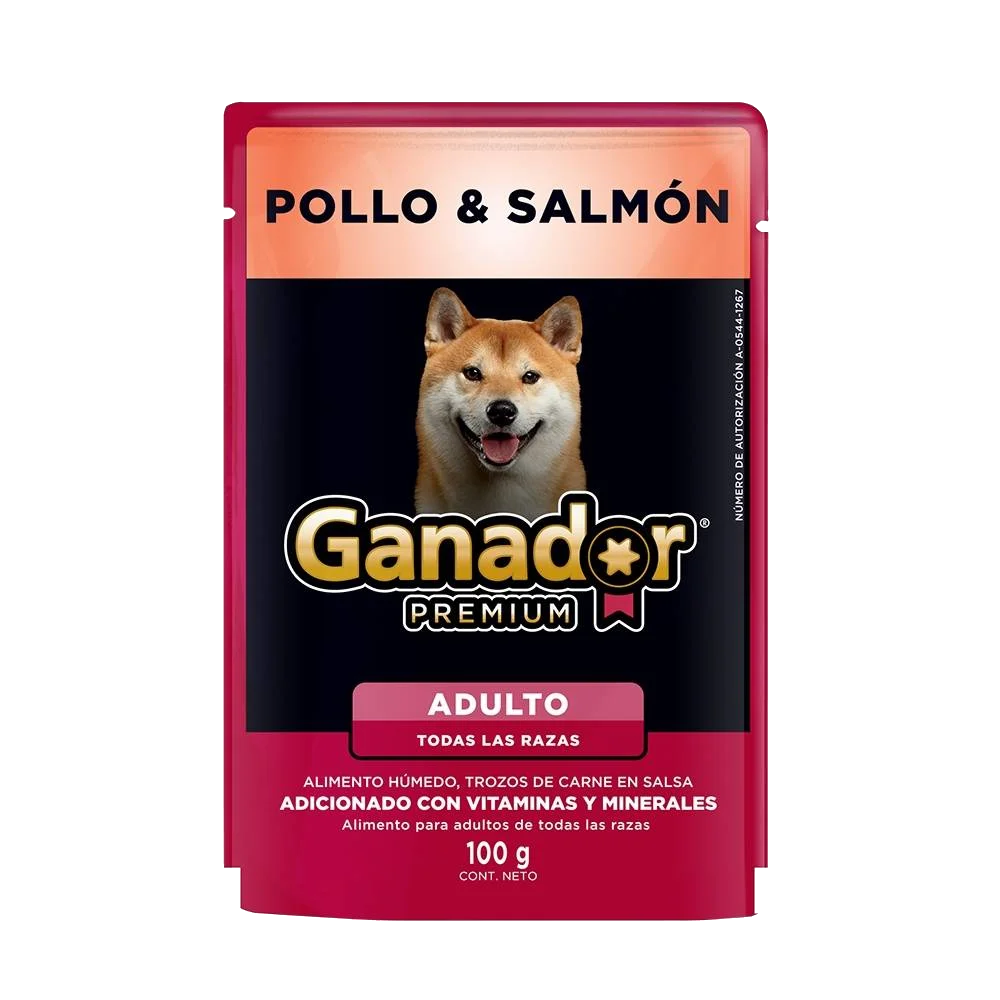 POLLO & SALMÓN
NÚMERO DE AUTORIZACIÓN A-0544-1267
Ganador®
PREMIUM
ADULTO
TODAS LAS RAZAS
ALIMENTO HÚMEDO, TROZOS DE CARNE EN SALSA
ADICIONADO CON VITAMINAS Y MINERALES
Alimento para adultos de todas las razas
100 g
CONT. NETO